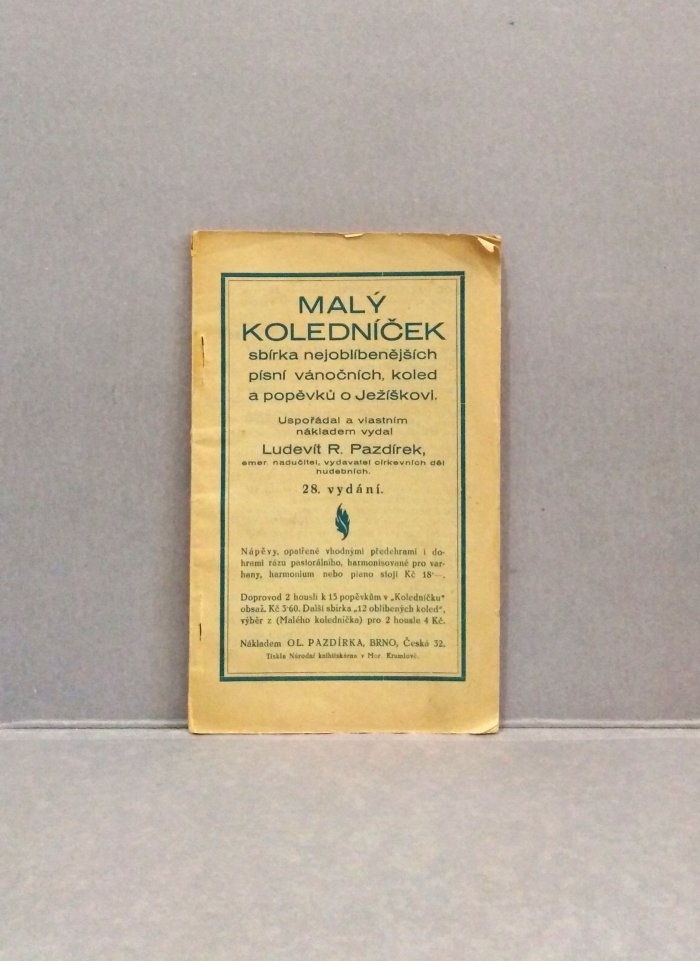 MALÝ
KOLEDNÍČEK
sbírka nejoblíbenějších
písní vánočních, koled
a popěvků o Ježíškovi.
Uspořádal a vlastním
nákladem vydal
Ludevít R. Pazdírek,
emer. nadučitel, vydavatel církevních děl
hudebních.
28. vydání.
Nápěvy, opatřené vhodnými předehrami i do-
hrami rázu pastorálního, harmonisované pro var-
hany, harmonium nebo piano stojí Kč 18·—.
Doprovod 2 houslí k 15 popěvkům v „Koledníčku"
obsaž. Kč 3·60. Další sbírka „12 oblíbených koled",
výběr z (Malého koledníčka) pro 2 housle 4 Kč.
Nákladem OL. PAZDÍRKA, BRNO, Česká 32.
Tiskla Národní knihtiskárna v Mor. Krumlově.